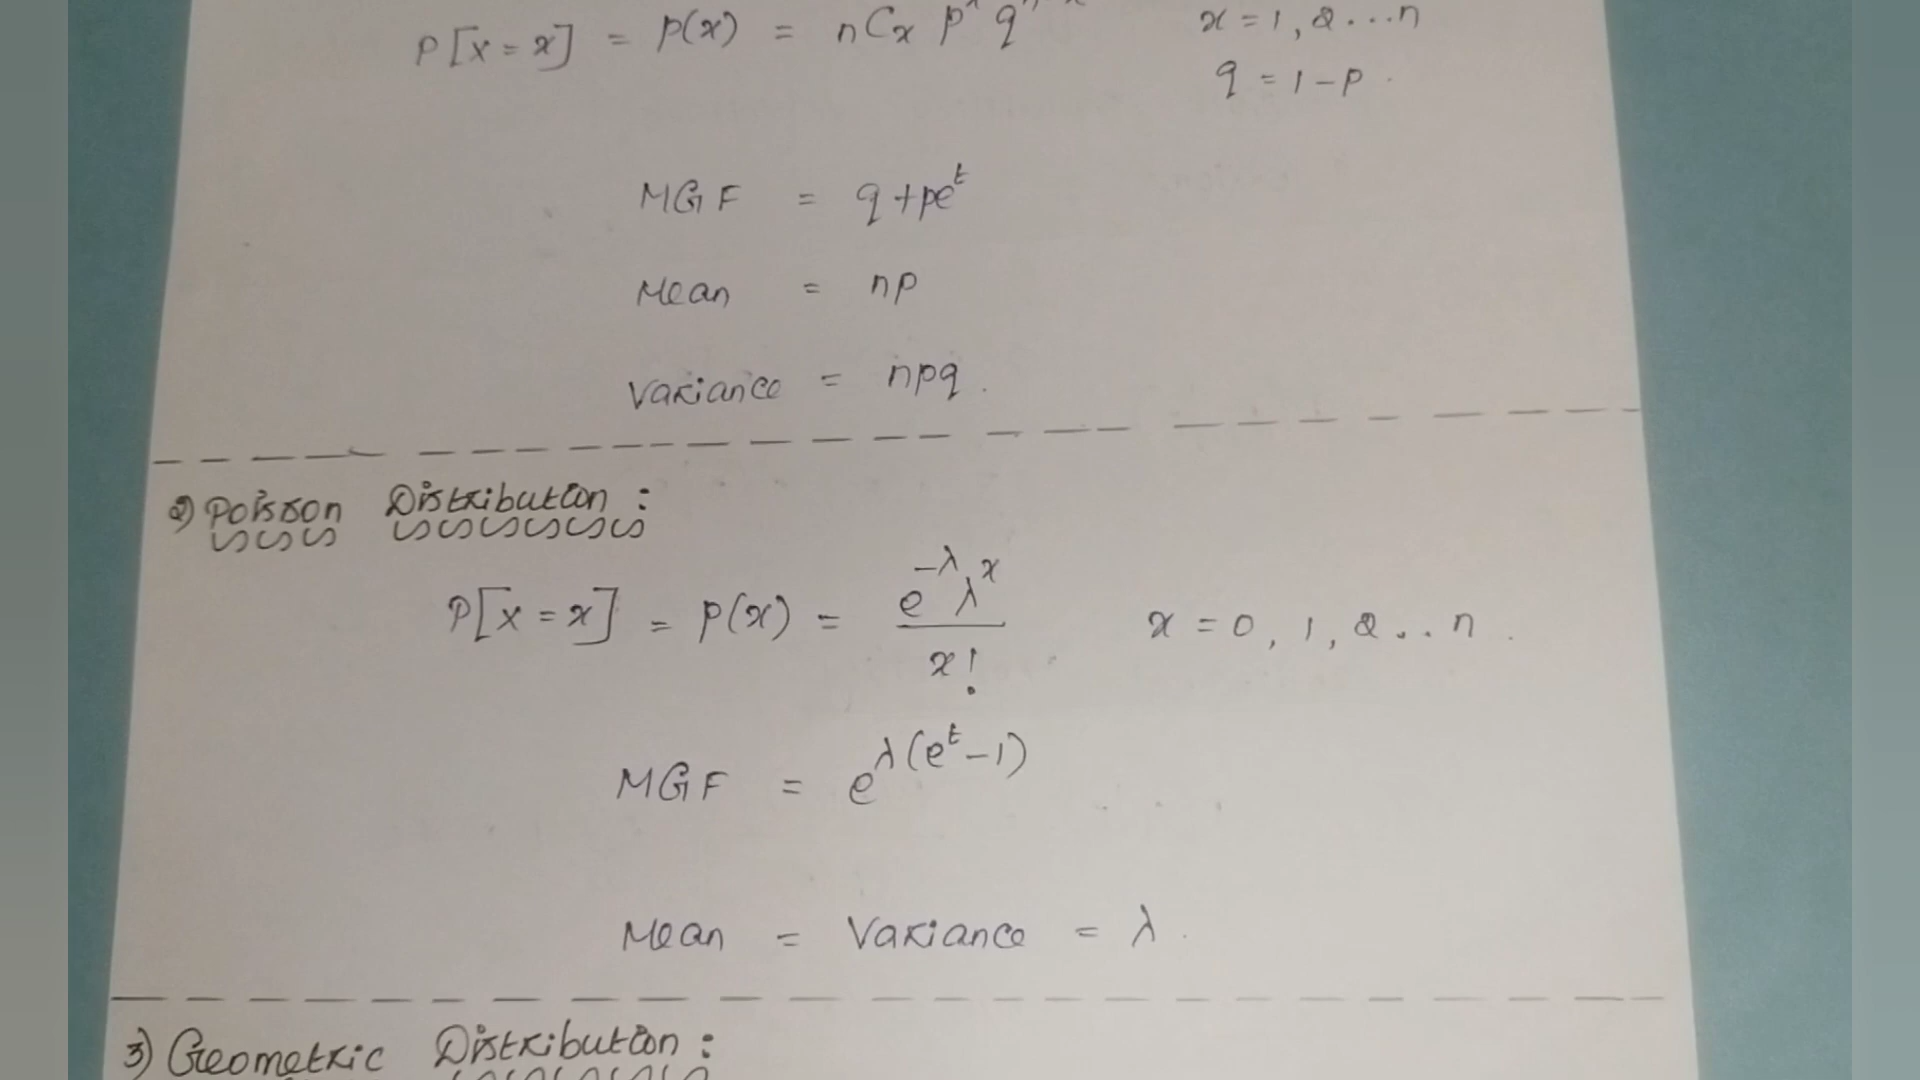 P[X = x] = p(x) = nCx p^x q x = 1, 2 ... n
q = 1 - p.
MGF = q + pe^t
Mean = np
Variance = npq.
2) Poisson Distribution :
P[X = x] = p(x) = e^-λ λ^x / x! x = 0, 1, 2 ... n.
MGF = e^λ(e^t - 1)
Mean = Variance = λ.
3) Geometric Distribution :